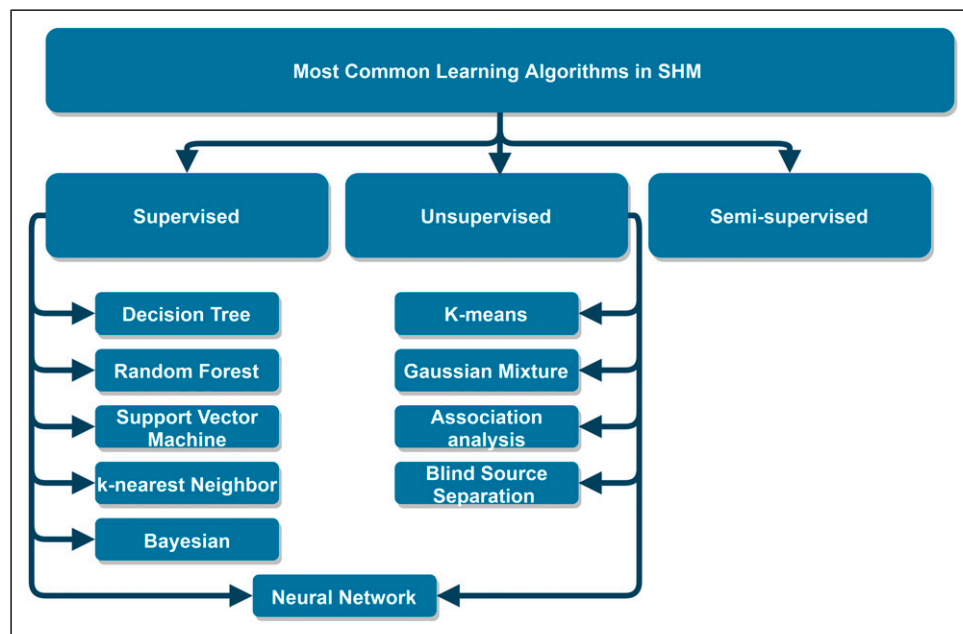 Most Common Learning Algorithms in SHM
Supervised
Unsupervised
Semi-supervised
Decision Tree
Random Forest
Support Vector
Machine
k-nearest Neighbor
Bayesian
K-means
Gaussian Mixture
Association
analysis
Blind Source
Separation
Neural Network